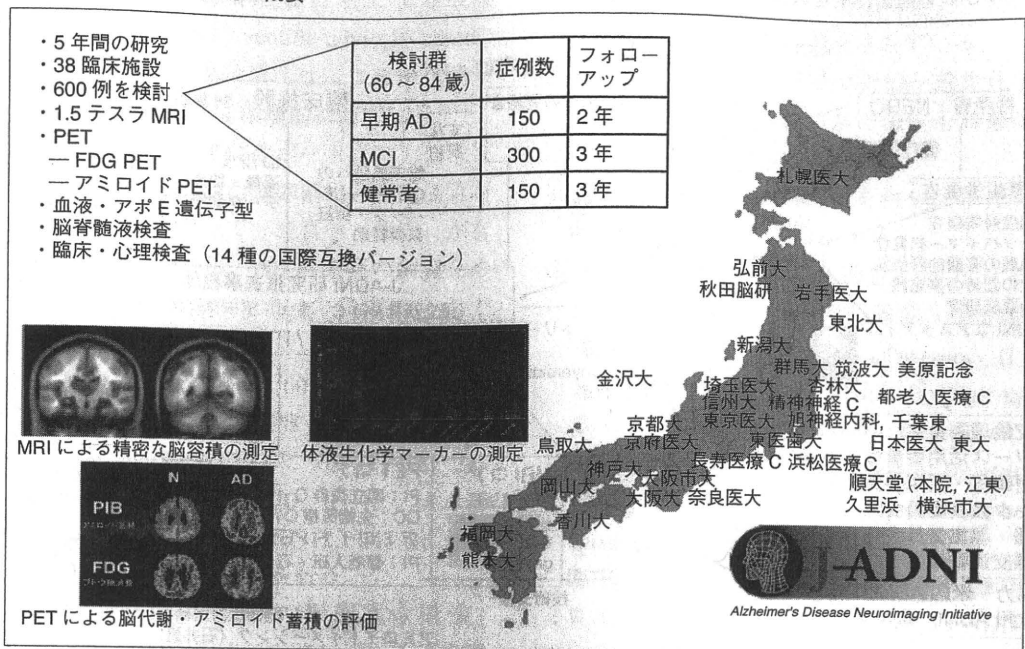 ・5 年間の研究
・38 臨床施設
・600 例を検討
・1.5 テスラ MRI
・PET
— FDG PET
— アミロイド PET
・血液・アポ E 遺伝子型
・脳脊髄液検査
・臨床・心理検査（14 種の国際互換バージョン）
検討群
(60～84歳)
症例数
フォロー
アップ
早期 AD 150 2 年
MCI 300 3 年
健常者 150 3 年
札幌医大
弘前大
秋田脳研 岩手医大
東北大
新潟大
群馬大 筑波大 美原記念
金沢大 埼玉医大 杏林大 都老人医療 C
信州大 精神神経 C
京都大 東京医大 旭神経内科, 千葉東
鳥取大 京府医大 東医歯大 日本医大 東大
神戸大 長寿医療 C 浜松医療 C
岡山大 大阪市大 順天堂 (本院, 江東)
大阪大 奈良医大 久里浜 横浜市大
香川大
福岡大
熊本大
MRI による精密な脳容積の測定
体液生化学マーカーの測定
N AD
PIB
FDG
PET による脳代謝・アミロイド蓄積の評価
J-ADNI
Alzheimer's Disease Neuroimaging Initiative